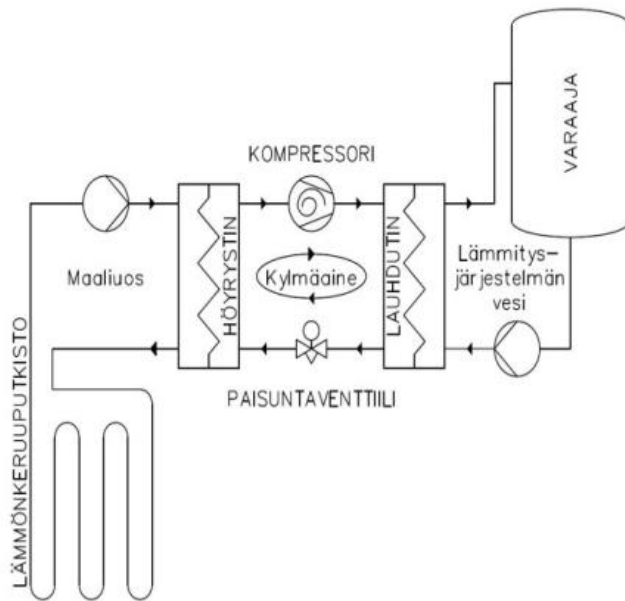 VARAAJA
KOMPRESSORI
Maaliuos
HÖYRYSTIN
Kylmäaine
LAUHDUTIN
Lämmitys-
järjestelmän
vesi
PAISUNTAVENTTIILI
LÄMMÖNKERUUPUTKISTO